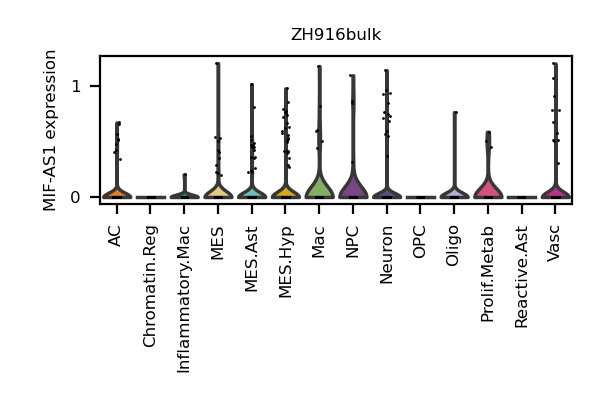 ZH916bulk
MIF-AS1 expression
1
0
AC
Chromatin.Reg
Inflammatory.Mac
MES
MES.Ast
MES.Hyp
Mac
NPC
Neuron
OPC
Oligo
Prolif.Metab
Reactive.Ast
Vasc